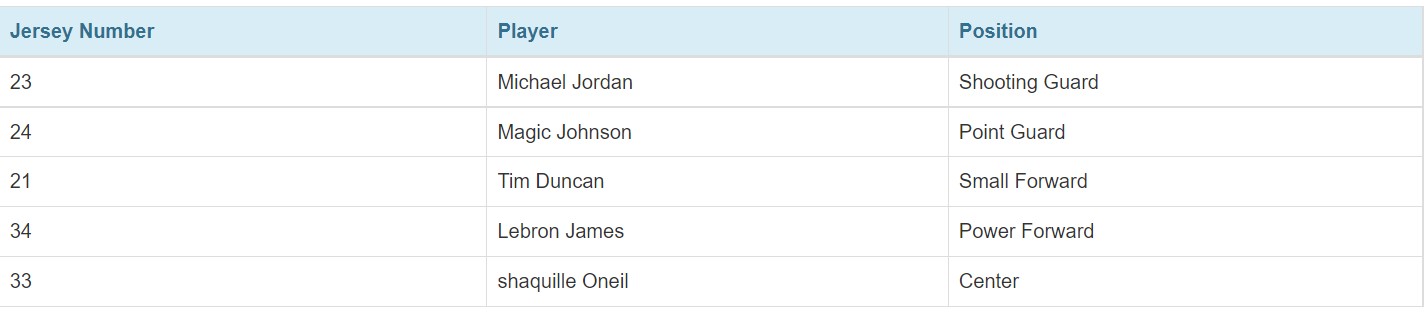 Jersey Number Player Position
23 Michael Jordan Shooting Guard
24 Magic Johnson Point Guard
21 Tim Duncan Small Forward
34 Lebron James Power Forward
33 shaquille Oneil Center